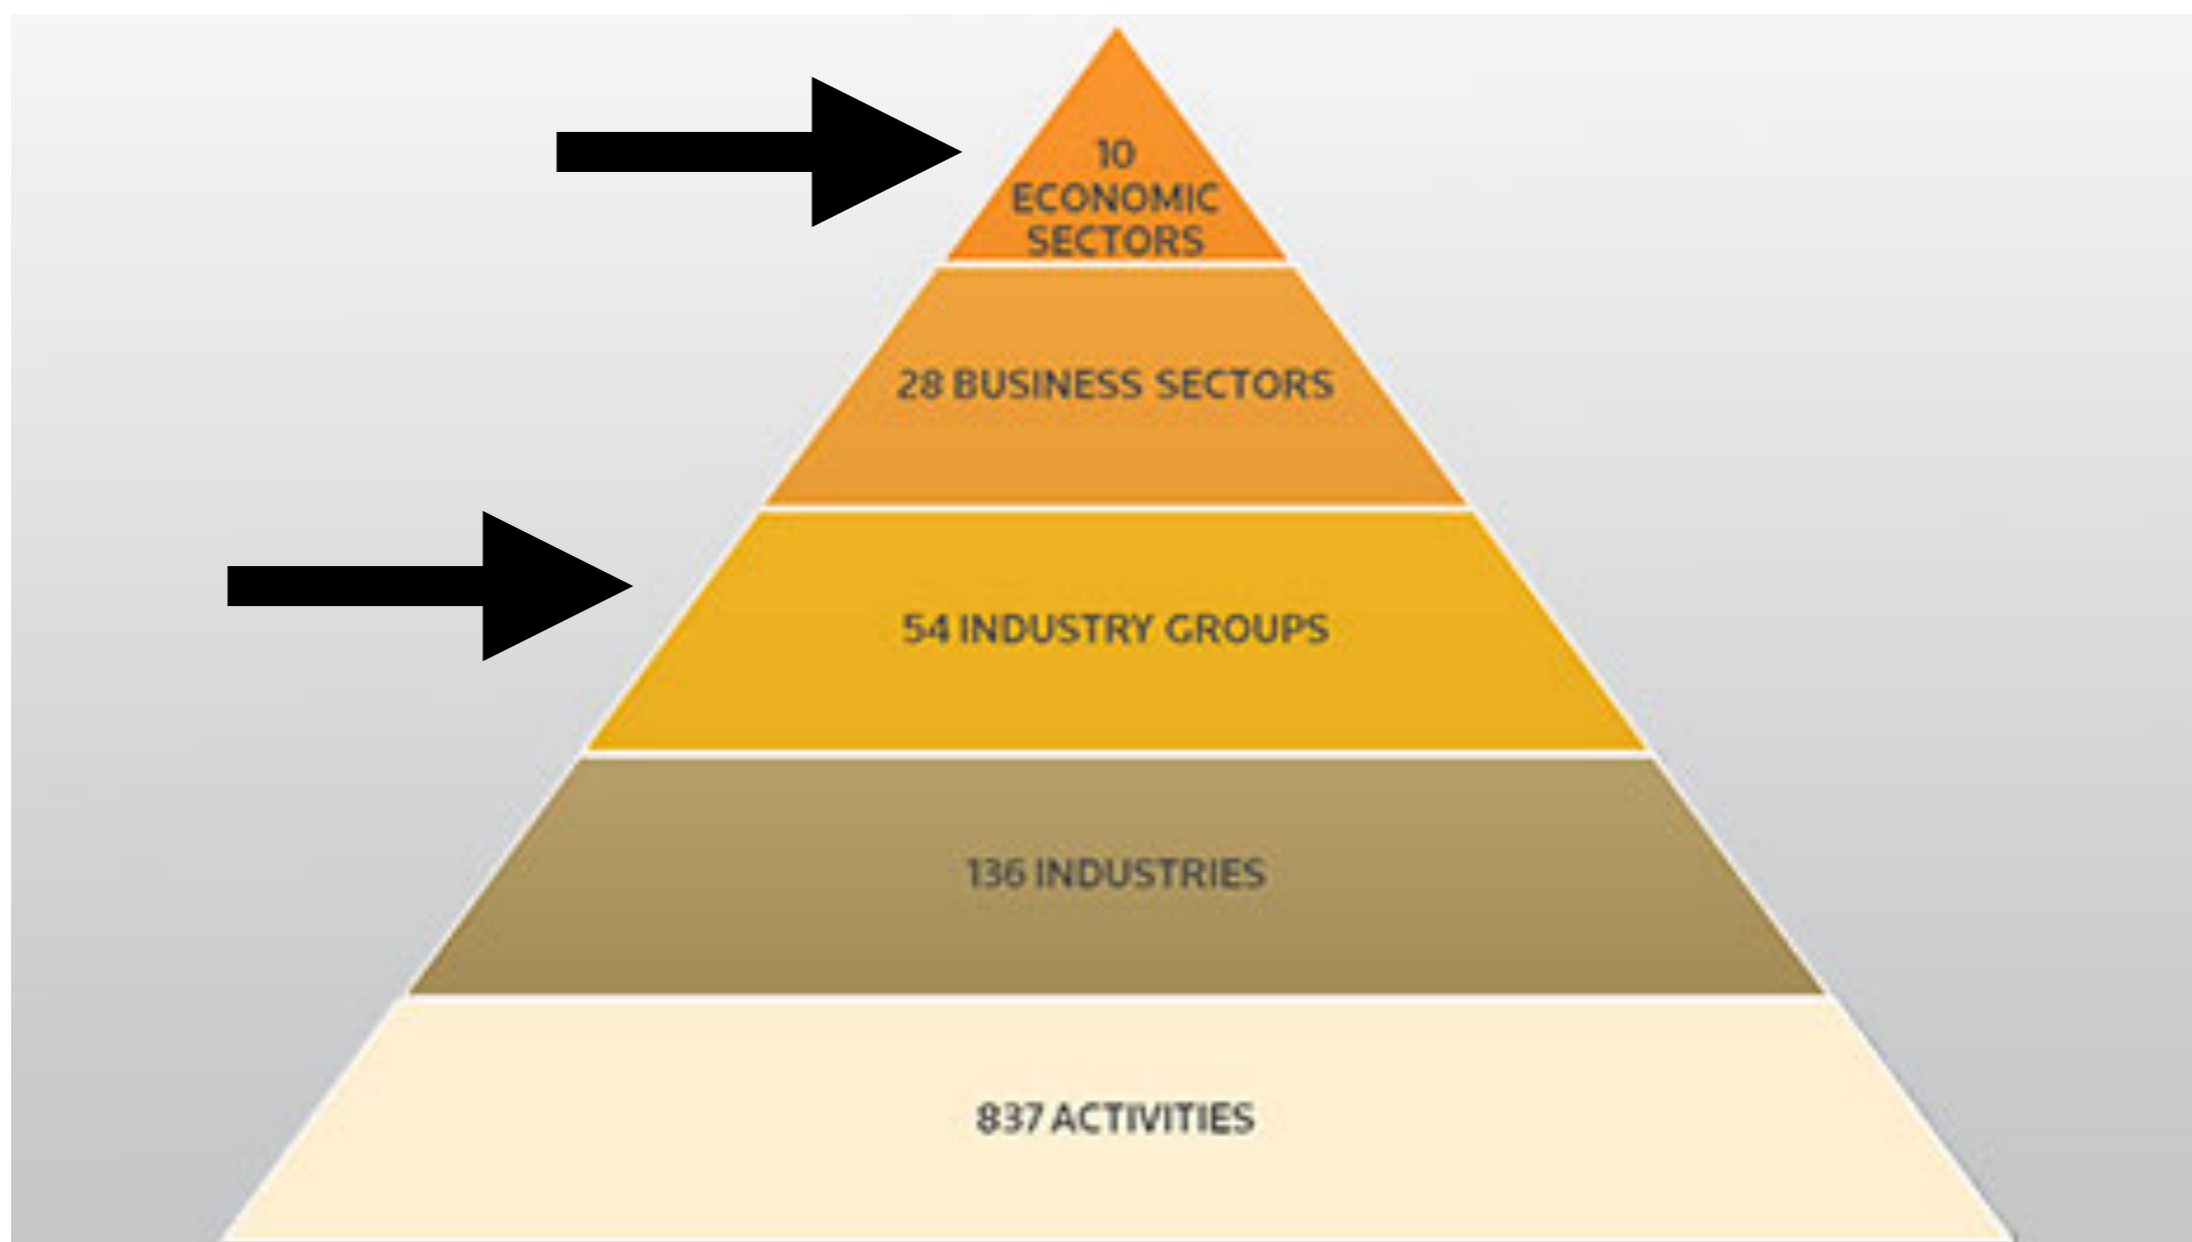 10
ECONOMIC
SECTORS
28 BUSINESS SECTORS
54 INDUSTRY GROUPS
136 INDUSTRIES
837 ACTIVITIES